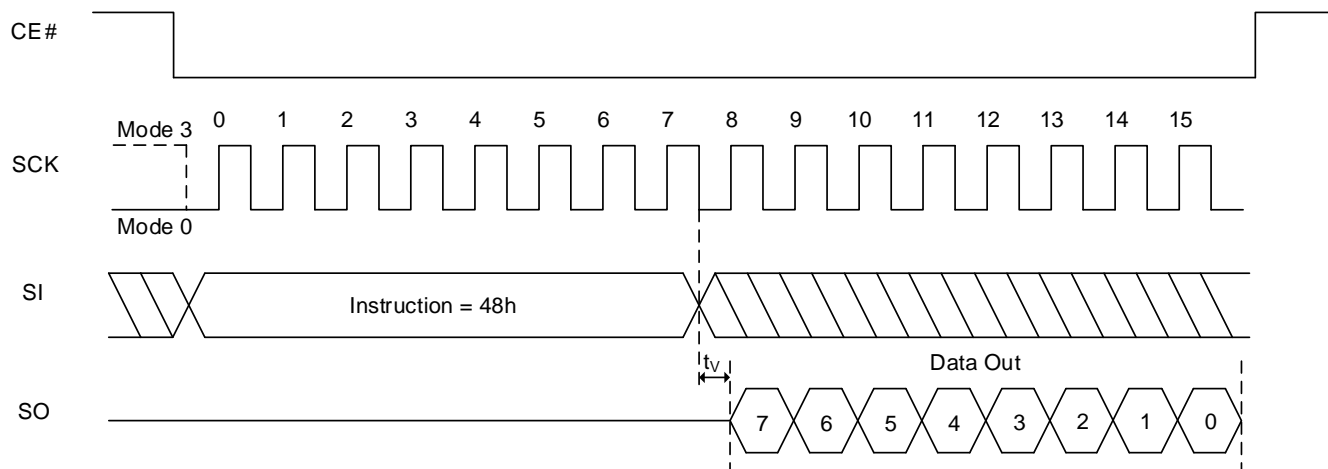 CE#
0 1 2 3 4 5 6 7 8 9 10 11 12 13 14 15
Mode 3
SCK
Mode 0
SI
Instruction = 48h
tV
Data Out
SO
7 6 5 4 3 2 1 0